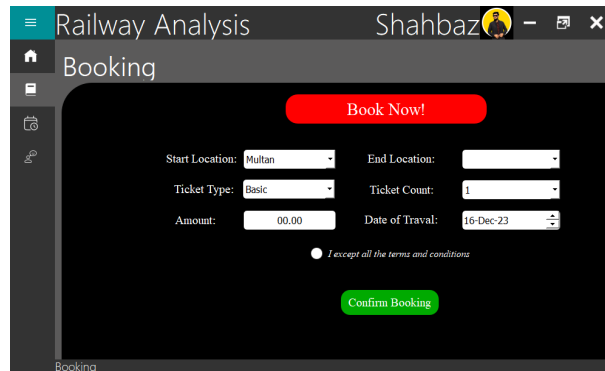 Railway Analysis Shahbaz
Booking
Book Now!
Start Location: Multan End Location:
Ticket Type: Basic Ticket Count: 1
Amount: 00.00 Date of Traval: 16-Dec-23
I except all the terms and conditions
Confirm Booking
Booking